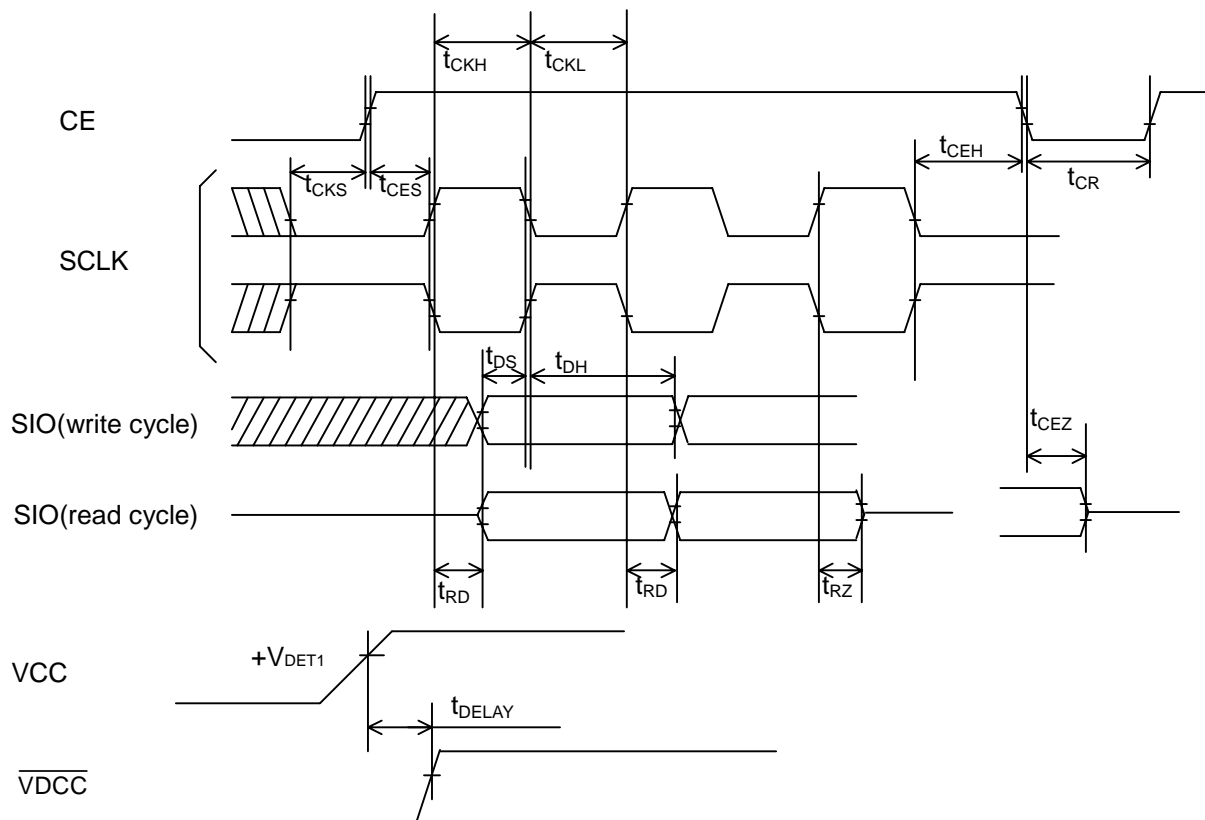 tCKH
tCKL
CE
tCEH
tCKS
tCES
tCR
SCLK
tDS
tDH
SIO(write cycle)
tCEZ
SIO(read cycle)
tRD
tRD
tRZ
+VDET1
VCC
tDELAY
VDCC